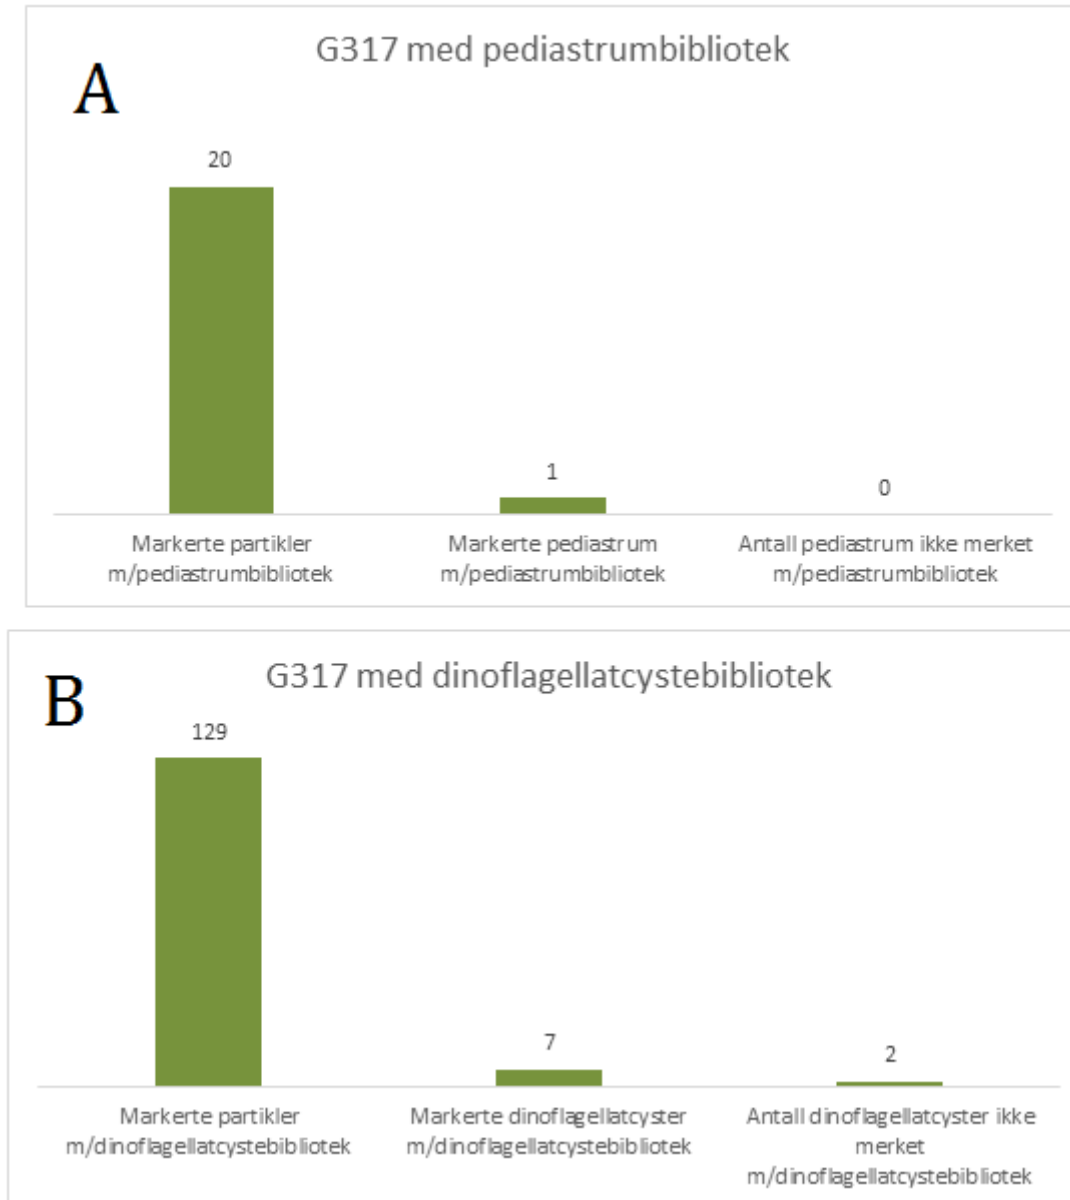 G317 med pediastrumbibliotek
A
20
1
0
Markerte partikler
m/pediastrumbibliotek
Markerte pediastrum
m/pediastrumbibliotek
Antall pediastrum ikke merket
m/pediastrumbibliotek
G317 med dinoflagellatcystebibliotek
B
129
7
2
Markerte partikler
m/dinoflagellatcystebibliotek
Markerte dinoflagellatcyster
m/dinoflagellatcystebibliotek
Antall dinoflagellatcyster ikke
merket
m/dinoflagellatcystebibliotek